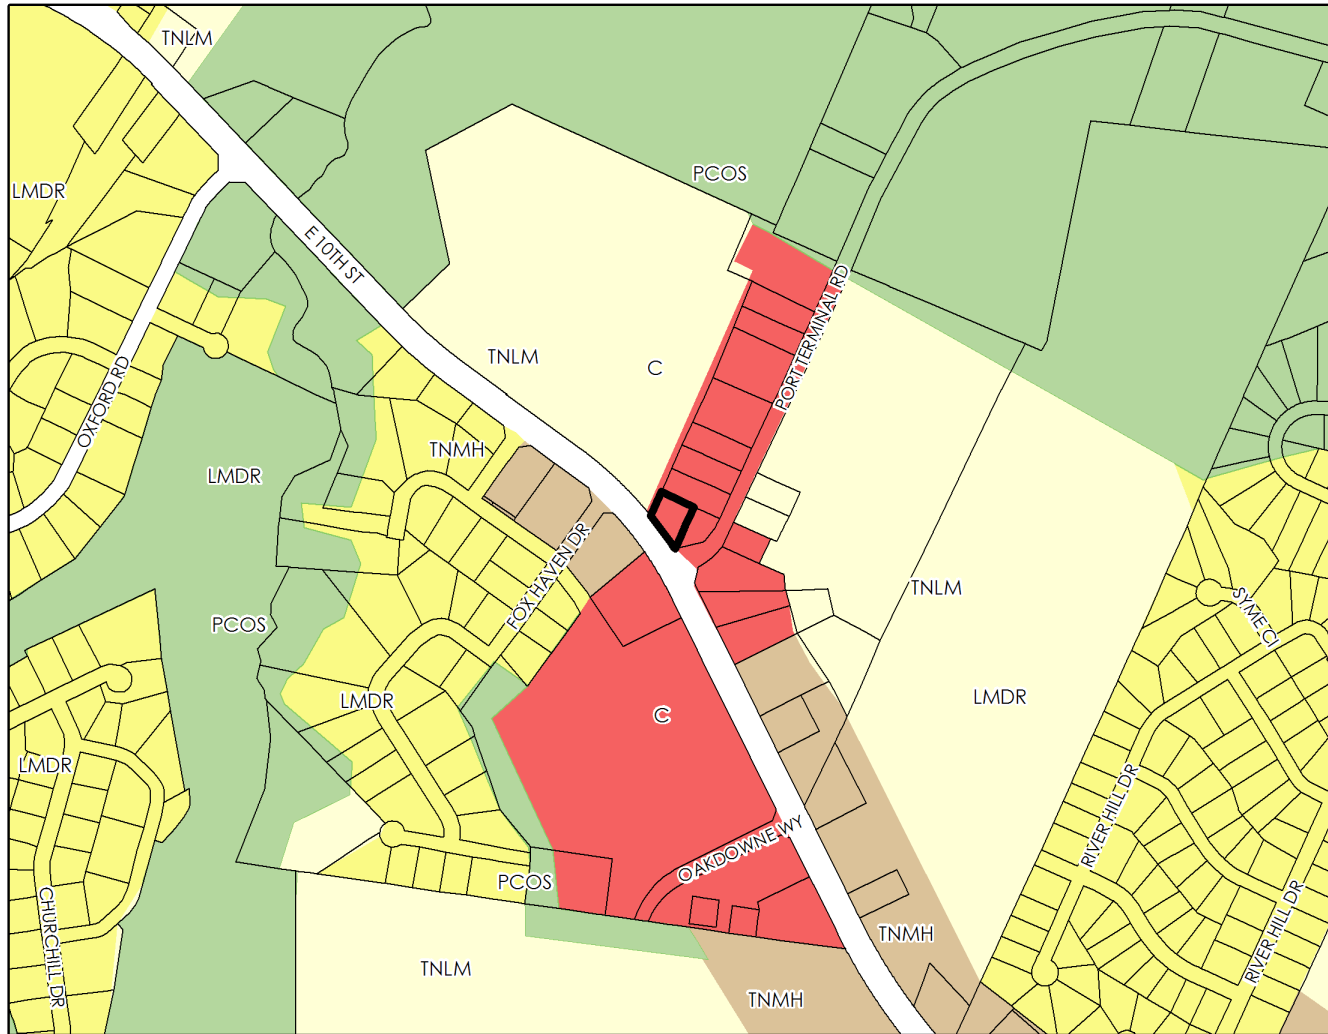 TNLM
LMDR
PCOS
E 10TH ST
PORT TERMINAL RD
TNLM
C
OXFORD RD
TNMH
LMDR
FOX HAVEN DR
TNLM
SYME CI
PCOS
LMDR
LMDR
C
LMDR
RIVER HILL DR
OAKDOWNE WY
PCOS
CHURCHILL DR
RIVER HILL DR
TNMH
TNLM
TNMH